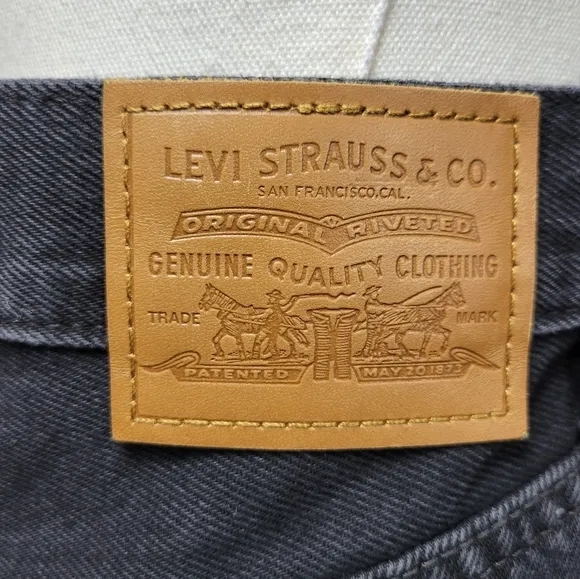 LEVI STRAUSS & CO.
SAN FRANCISCO, CAL.
ORIGINAL RIVETED
GENUINE QUALITY CLOTHING
TRADE MARK
PATENTED MAY 20 1873